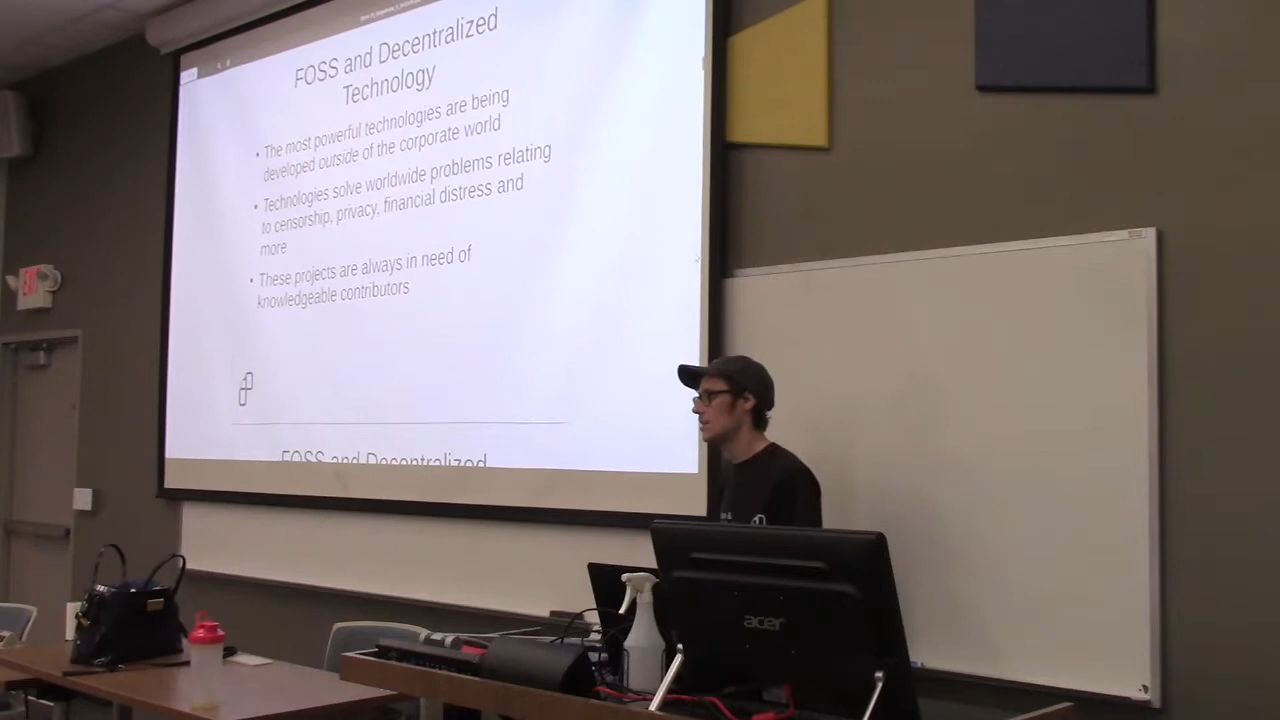 FOSS and Decentralized
Technology
• The most powerful technologies are being
developed outside of the corporate world
• Technologies solve worldwide problems relating
to censorship, privacy, financial distress and
more
• These projects are always in need of
knowledgeable contributors
FOSS and Decentralized
EXIT
acer